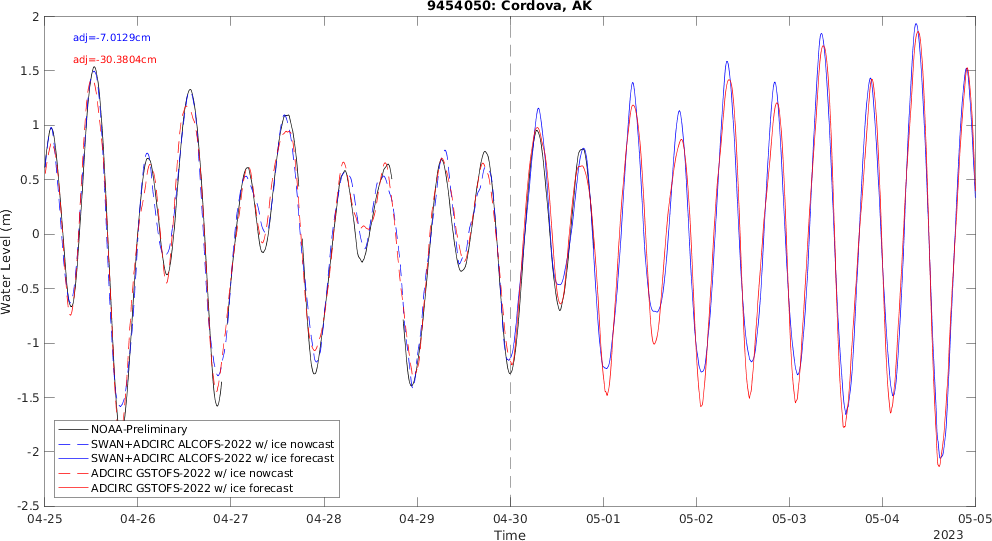 9454050: Cordova, AK
adj=-7.0129cm
adj=-30.3804cm
Water Level (m)
2
1.5
1
0.5
0
-0.5
-1
-1.5
-2
-2.5
NOAA-Preliminary
SWAN+ADCIRC ALCOFS-2022 w/ ice nowcast
SWAN+ADCIRC ALCOFS-2022 w/ ice forecast
ADCIRC GSTOFS-2022 w/ ice nowcast
ADCIRC GSTOFS-2022 w/ ice forecast
04-25 04-26 04-27 04-28 04-29 04-30 05-01 05-02 05-03 05-04 05-05
Time
2023